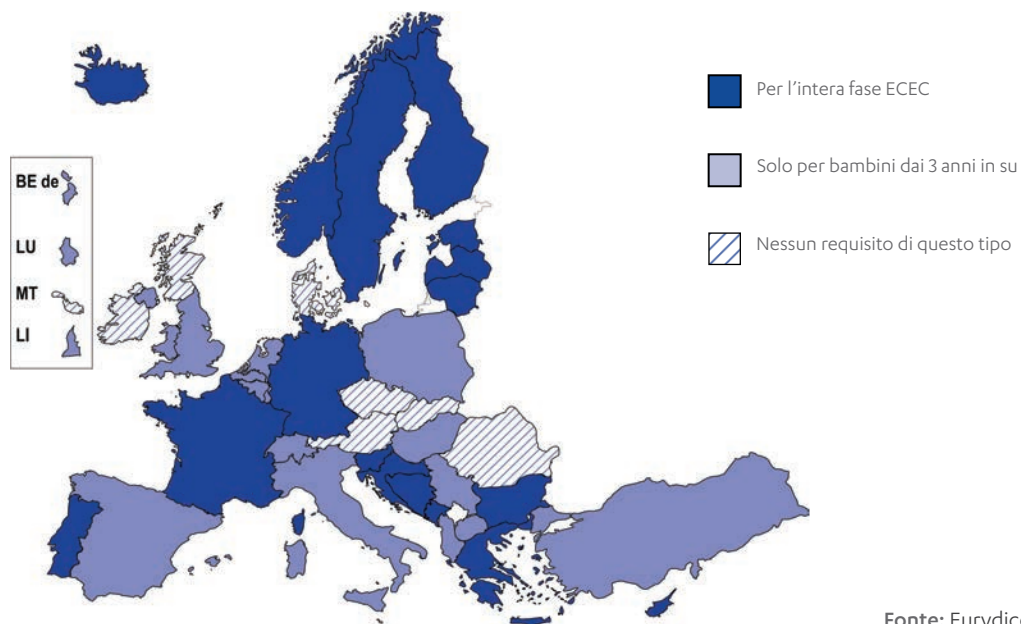 Per l'intera fase ECEC
Solo per bambini dai 3 anni in su
Nessun requisito di questo tipo
BE de
LU
MT
LI
Fonte: Eurydice